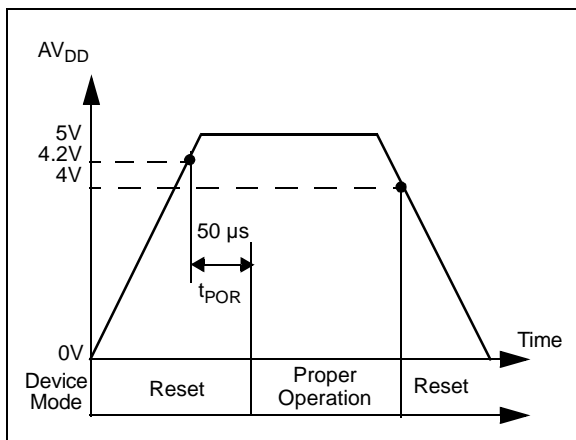 AVDD
5V
4.2V
4V
50 µs
tPOR
0V
Time
Device
Mode
Reset
Proper
Operation
Reset